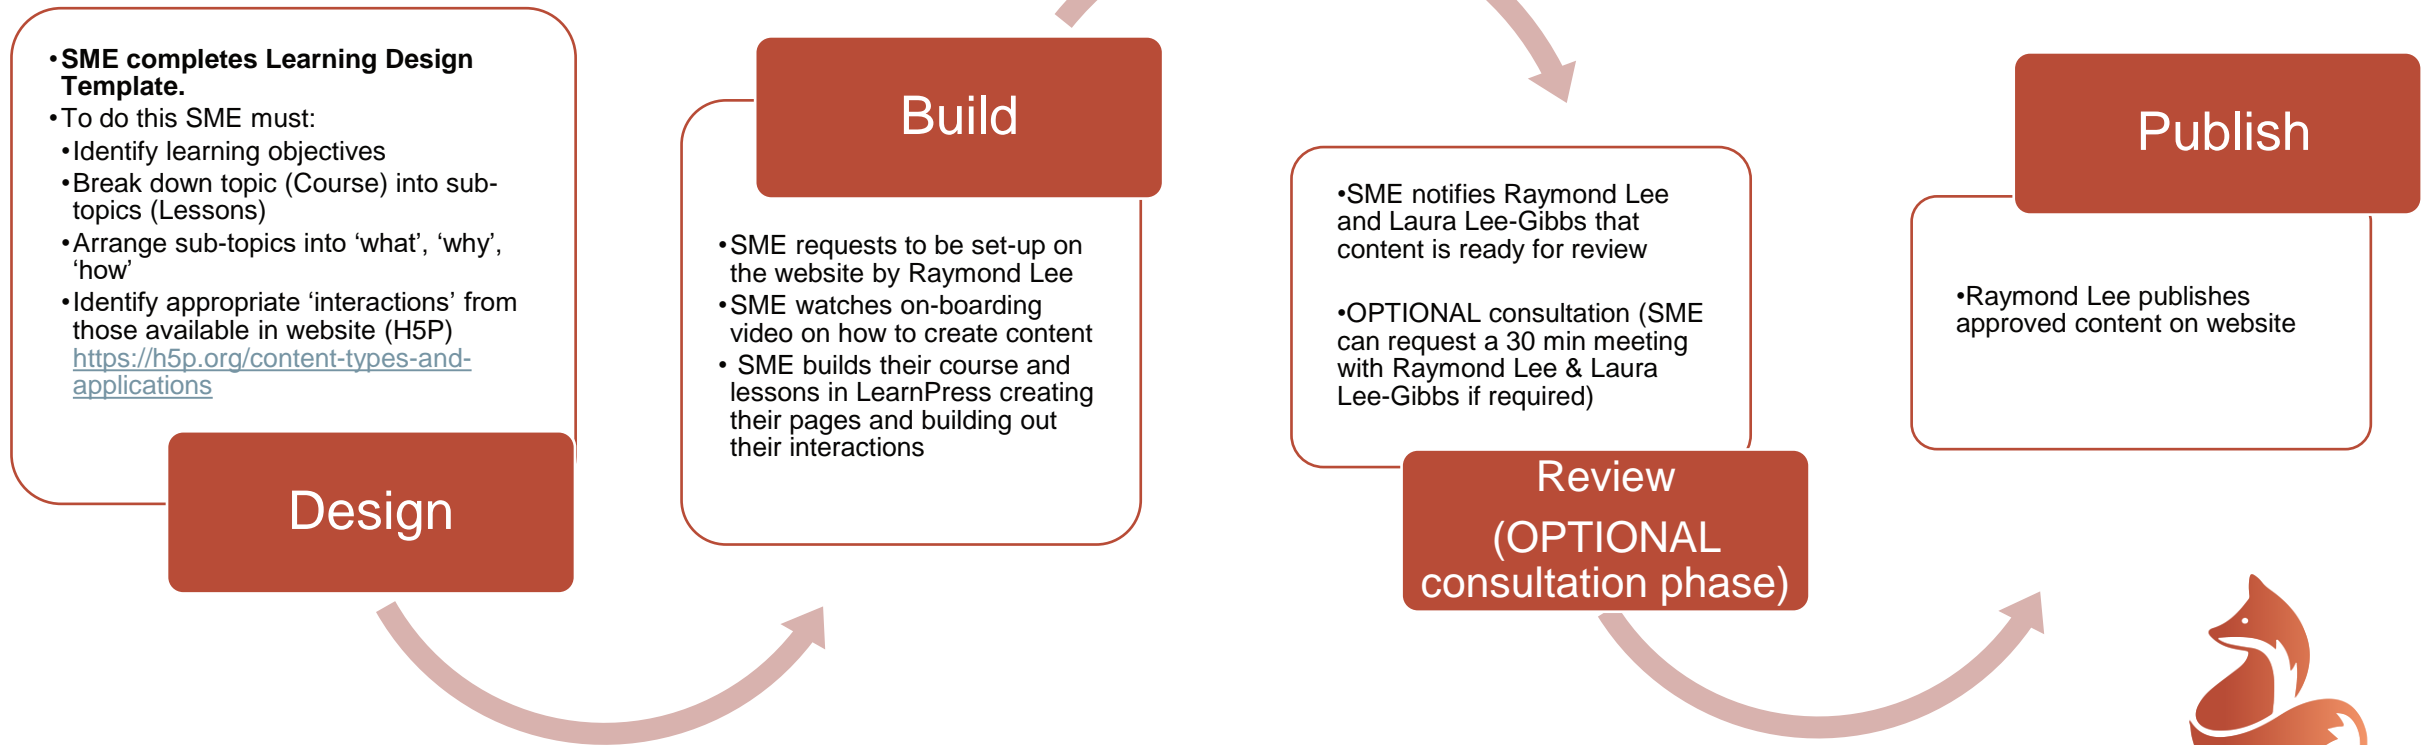 •SME completes Learning Design
Template.
•To do this SME must:
•Identify learning objectives
•Break down topic (Course) into sub-
topics (Lessons)
•Arrange sub-topics into ‘what’, ‘why’,
‘how’
•Identify appropriate ‘interactions’ from
those available in website (H5P)
https://h5p.org/content-types-and-
applications
Design
Build
•SME requests to be set-up on
the website by Raymond Lee
•SME watches on-boarding
video on how to create content
• SME builds their course and
lessons in LearnPress creating
their pages and building out
their interactions
•SME notifies Raymond Lee
and Laura Lee-Gibbs that
content is ready for review
•OPTIONAL consultation (SME
can request a 30 min meeting
with Raymond Lee & Laura
Lee-Gibbs if required)
Review
(OPTIONAL
consultation phase)
Publish
•Raymond Lee publishes
approved content on website